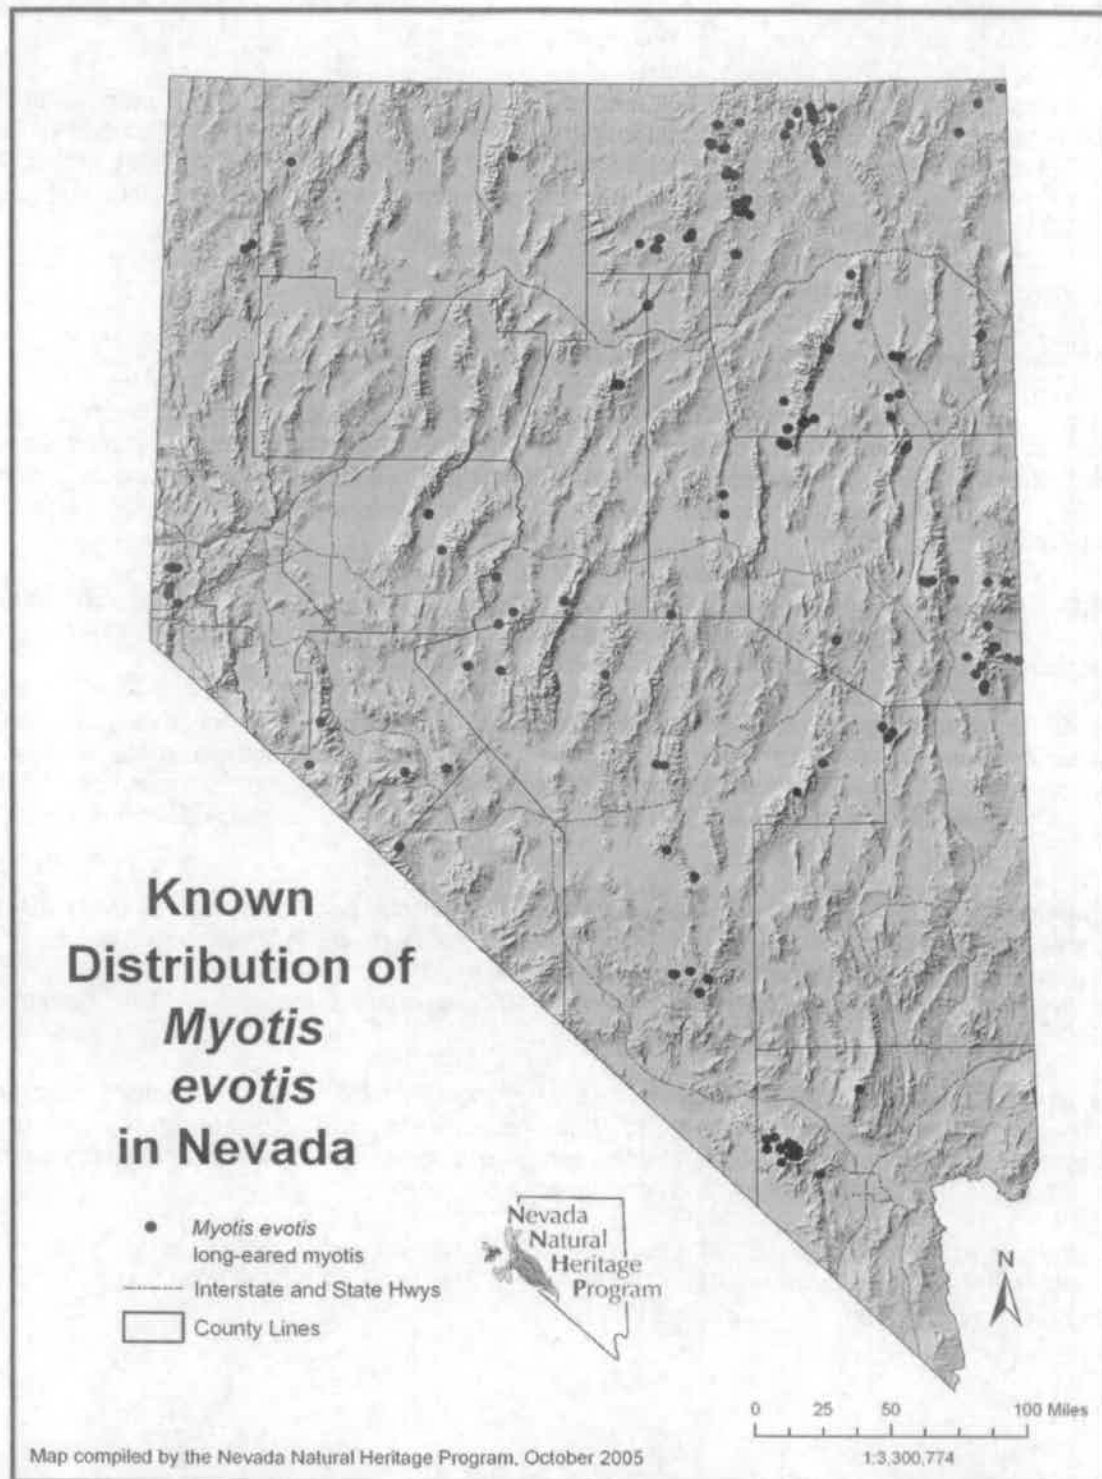 Known
Distribution of
Myotis
evotis
in Nevada
Myotis evotis
long-eared myotis
Interstate and State Hwys
County Lines
Nevada
Natural
Heritage
Program
N
0 25 50 100 Miles
1:3,300,774
Map compiled by the Nevada Natural Heritage Program, October 2005